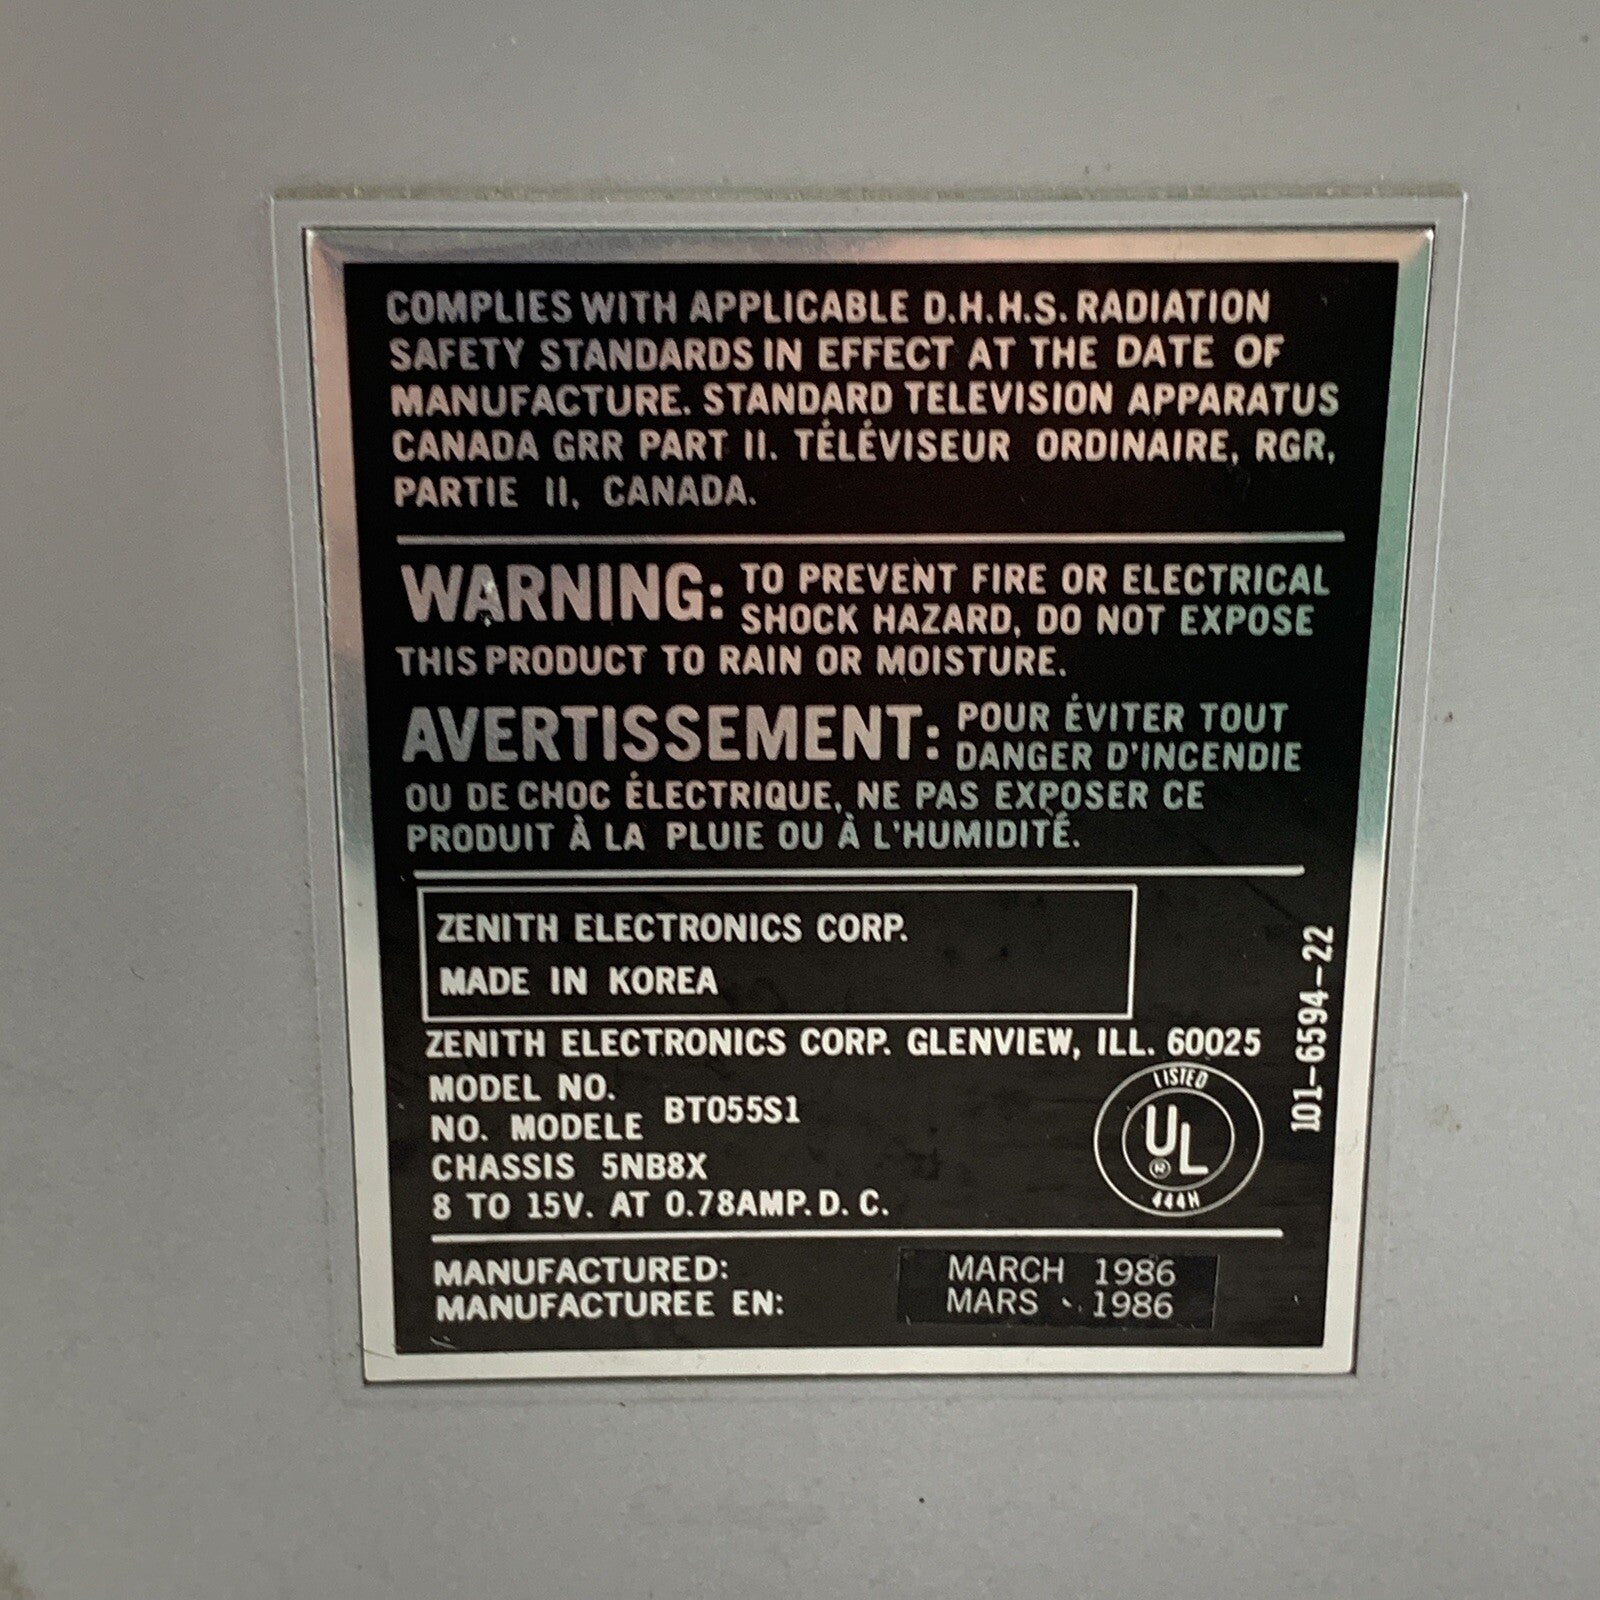 COMPLIES WITH APPLICABLE D.H.H.S. RADIATION
SAFETY STANDARDS IN EFFECT AT THE DATE OF
MANUFACTURE. STANDARD TELEVISION APPARATUS
CANADA GRR PART II. TÉLÉVISEUR ORDINAIRE, RGR,
PARTIE II, CANADA.
WARNING: TO PREVENT FIRE OR ELECTRICAL
SHOCK HAZARD, DO NOT EXPOSE
THIS PRODUCT TO RAIN OR MOISTURE.
AVERTISSEMENT: POUR ÉVITER TOUT
DANGER D'INCENDIE
OU DE CHOC ÉLECTRIQUE, NE PAS EXPOSER CE
PRODUIT À LA PLUIE OU À L'HUMIDITÉ.
ZENITH ELECTRONICS CORP.
MADE IN KOREA
ZENITH ELECTRONICS CORP. GLENVIEW, ILL. 60025
MODEL NO.
NO. MODELE BT055S1
CHASSIS 5NB8X
8 TO 15V. AT 0.78AMP. D. C.
LISTED
UL
®
444H
101-6594-22
MANUFACTURED: MARCH 1986
MANUFACTUREE EN: MARS 1986